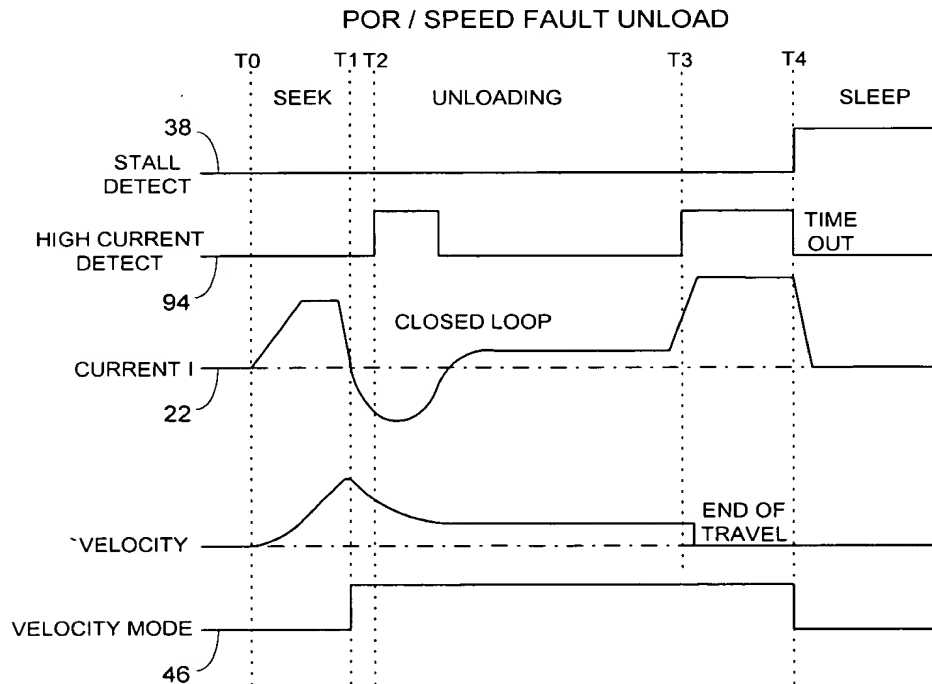 POR / SPEED FAULT UNLOAD
T0 T1 T2 T3 T4
SEEK UNLOADING SLEEP
38
STALL
DETECT
HIGH CURRENT
DETECT
TIME
OUT
94
CLOSED LOOP
CURRENT I
22
END OF
TRAVEL
`VELOCITY
VELOCITY MODE
46